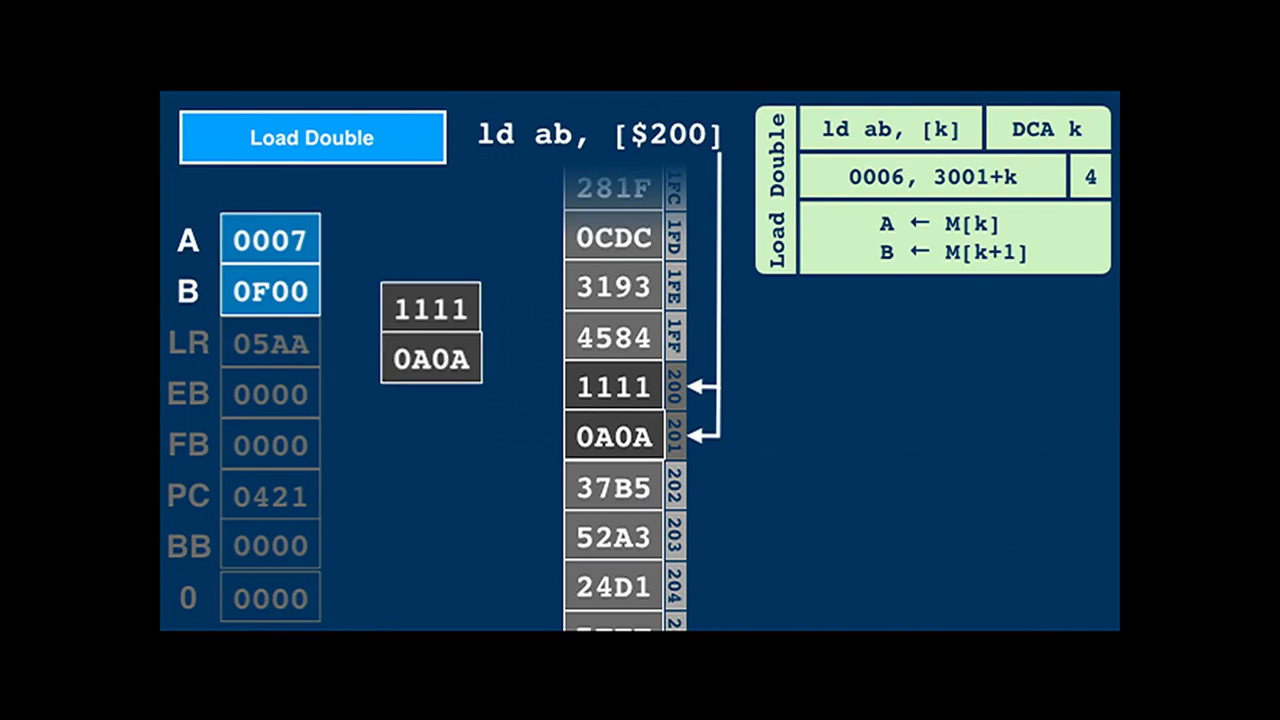 Load Double
ld ab, [$200]
A 0007
B 0F00
LR 05AA
EB 0000
FB 0000
PC 0421
BB 0000
0 0000
1111
0A0A
281F 1FC
0CDC 1FD
3193 1FE
4584 1FF
1111 200
0A0A 201
37B5 202
52A3 203
24D1 204
Load Double
ld ab, [k] DCA k
0006, 3001+k 4
A ← M[k]
B ← M[k+1]